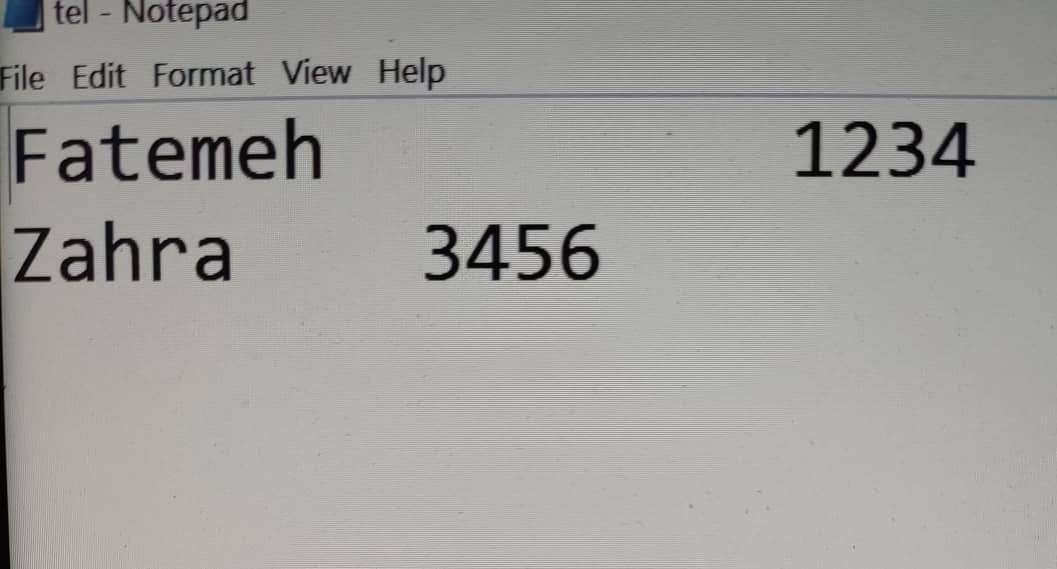 tel - Notepad
File Edit Format View Help
Fatemeh 1234
Zahra 3456